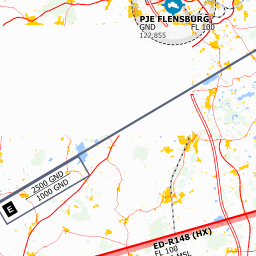 PJE FLENSBURG
GND FL 100
122.855
2500 GND
1000 GND
E
ED-R148 (HX)
FL 100
MSL